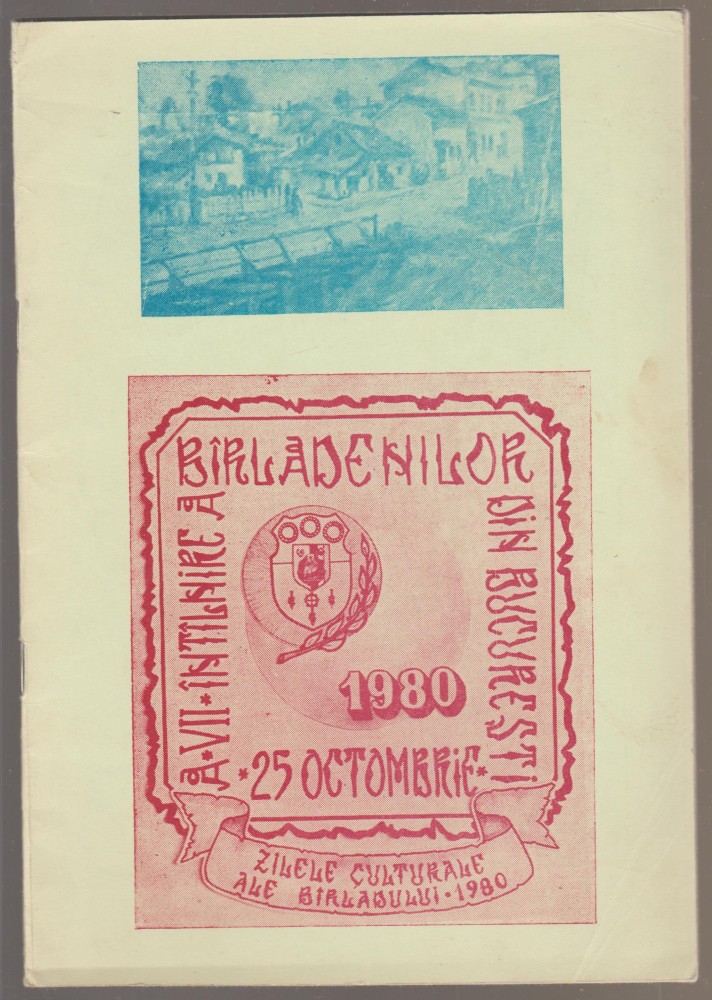 A VII ÎNTÎLNIRE A
BÎRLĂDENILOR
DIN BUCUREȘTI
1980
*25 OCTOMBRIE*
ZILELE CULTURALE
ALE BÎRLADULUI · 1980